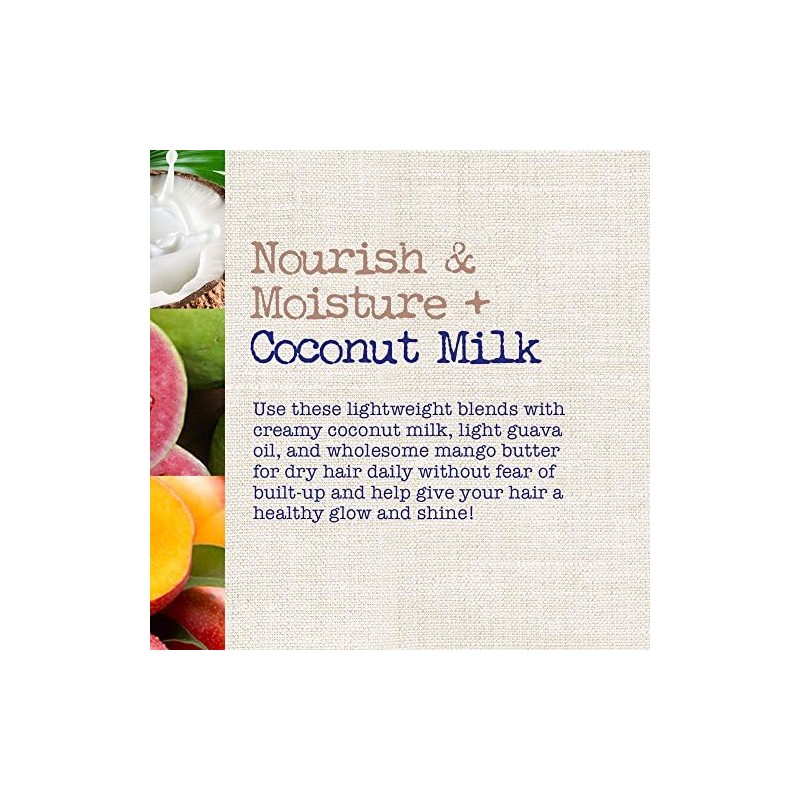 Nourish &
Moisture +
Coconut Milk
Use these lightweight blends with
creamy coconut milk, light guava
oil, and wholesome mango butter
for dry hair daily without fear of
built-up and help give your hair a
healthy glow and shine!